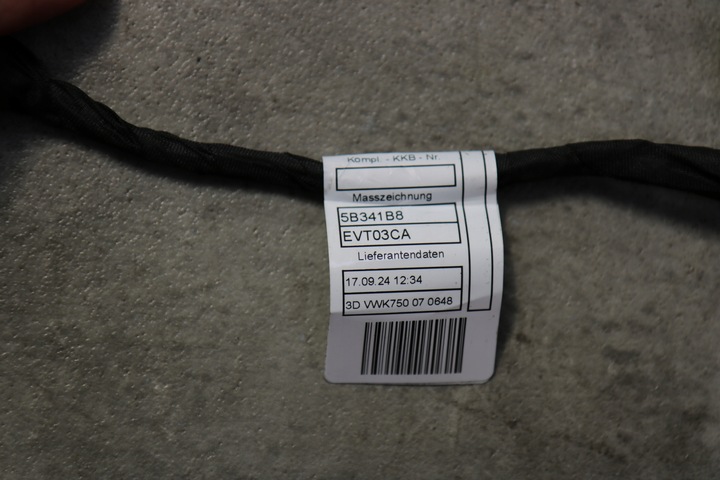 Kompl. - KKB - Nr.
Masszeichnung
5B341B8
EVT03CA
Lieferantendaten
17.09.24 12:34
3D VWK750 07 0648